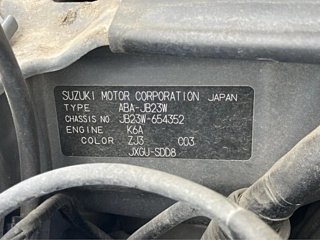 SUZUKI MOTOR CORPORATION JAPAN
TYPE ABA-JB23W
CHASSIS NO JB23W-654352
ENGINE K6A
COLOR ZJ3 C03
JXGU-SDD8